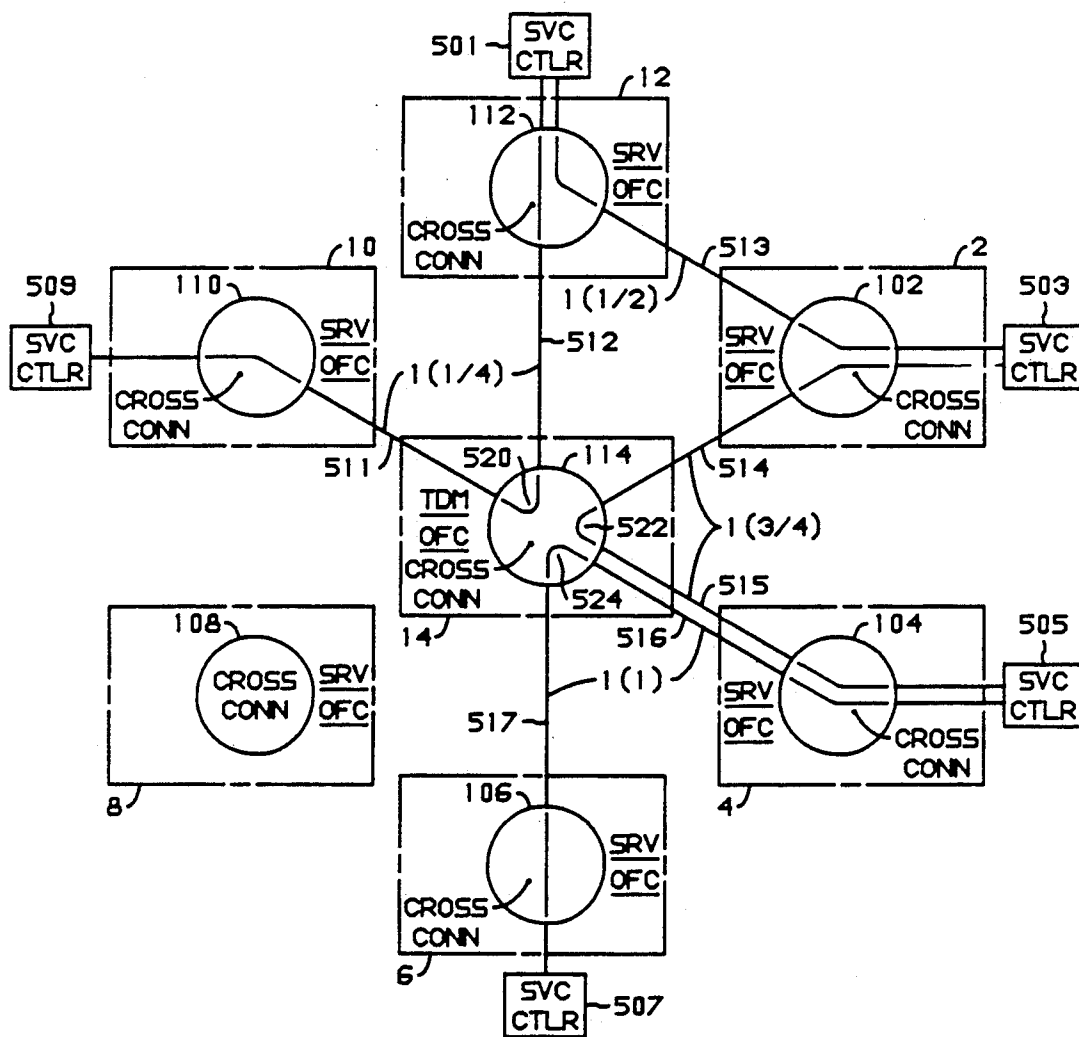 501
SVC
CTLR
12
112
SRV
OFC
CROSS
CONN
10
110
509
SVC
CTLR
SRV
OFC
CROSS
CONN
513
1(1/2)
2
102
503
SVC
CTLR
SRV
OFC
CROSS
CONN
512
1(1/4)
511
520
114
514
TDM
OFC
CROSS
CONN
522
1(3/4)
524
515
516
14
108
CROSS
CONN
SRV
OFC
8
104
505
SVC
CTLR
SRV
OFC
CROSS
CONN
4
1(1)
517
106
SRV
OFC
CROSS
CONN
6
SVC
CTLR
507